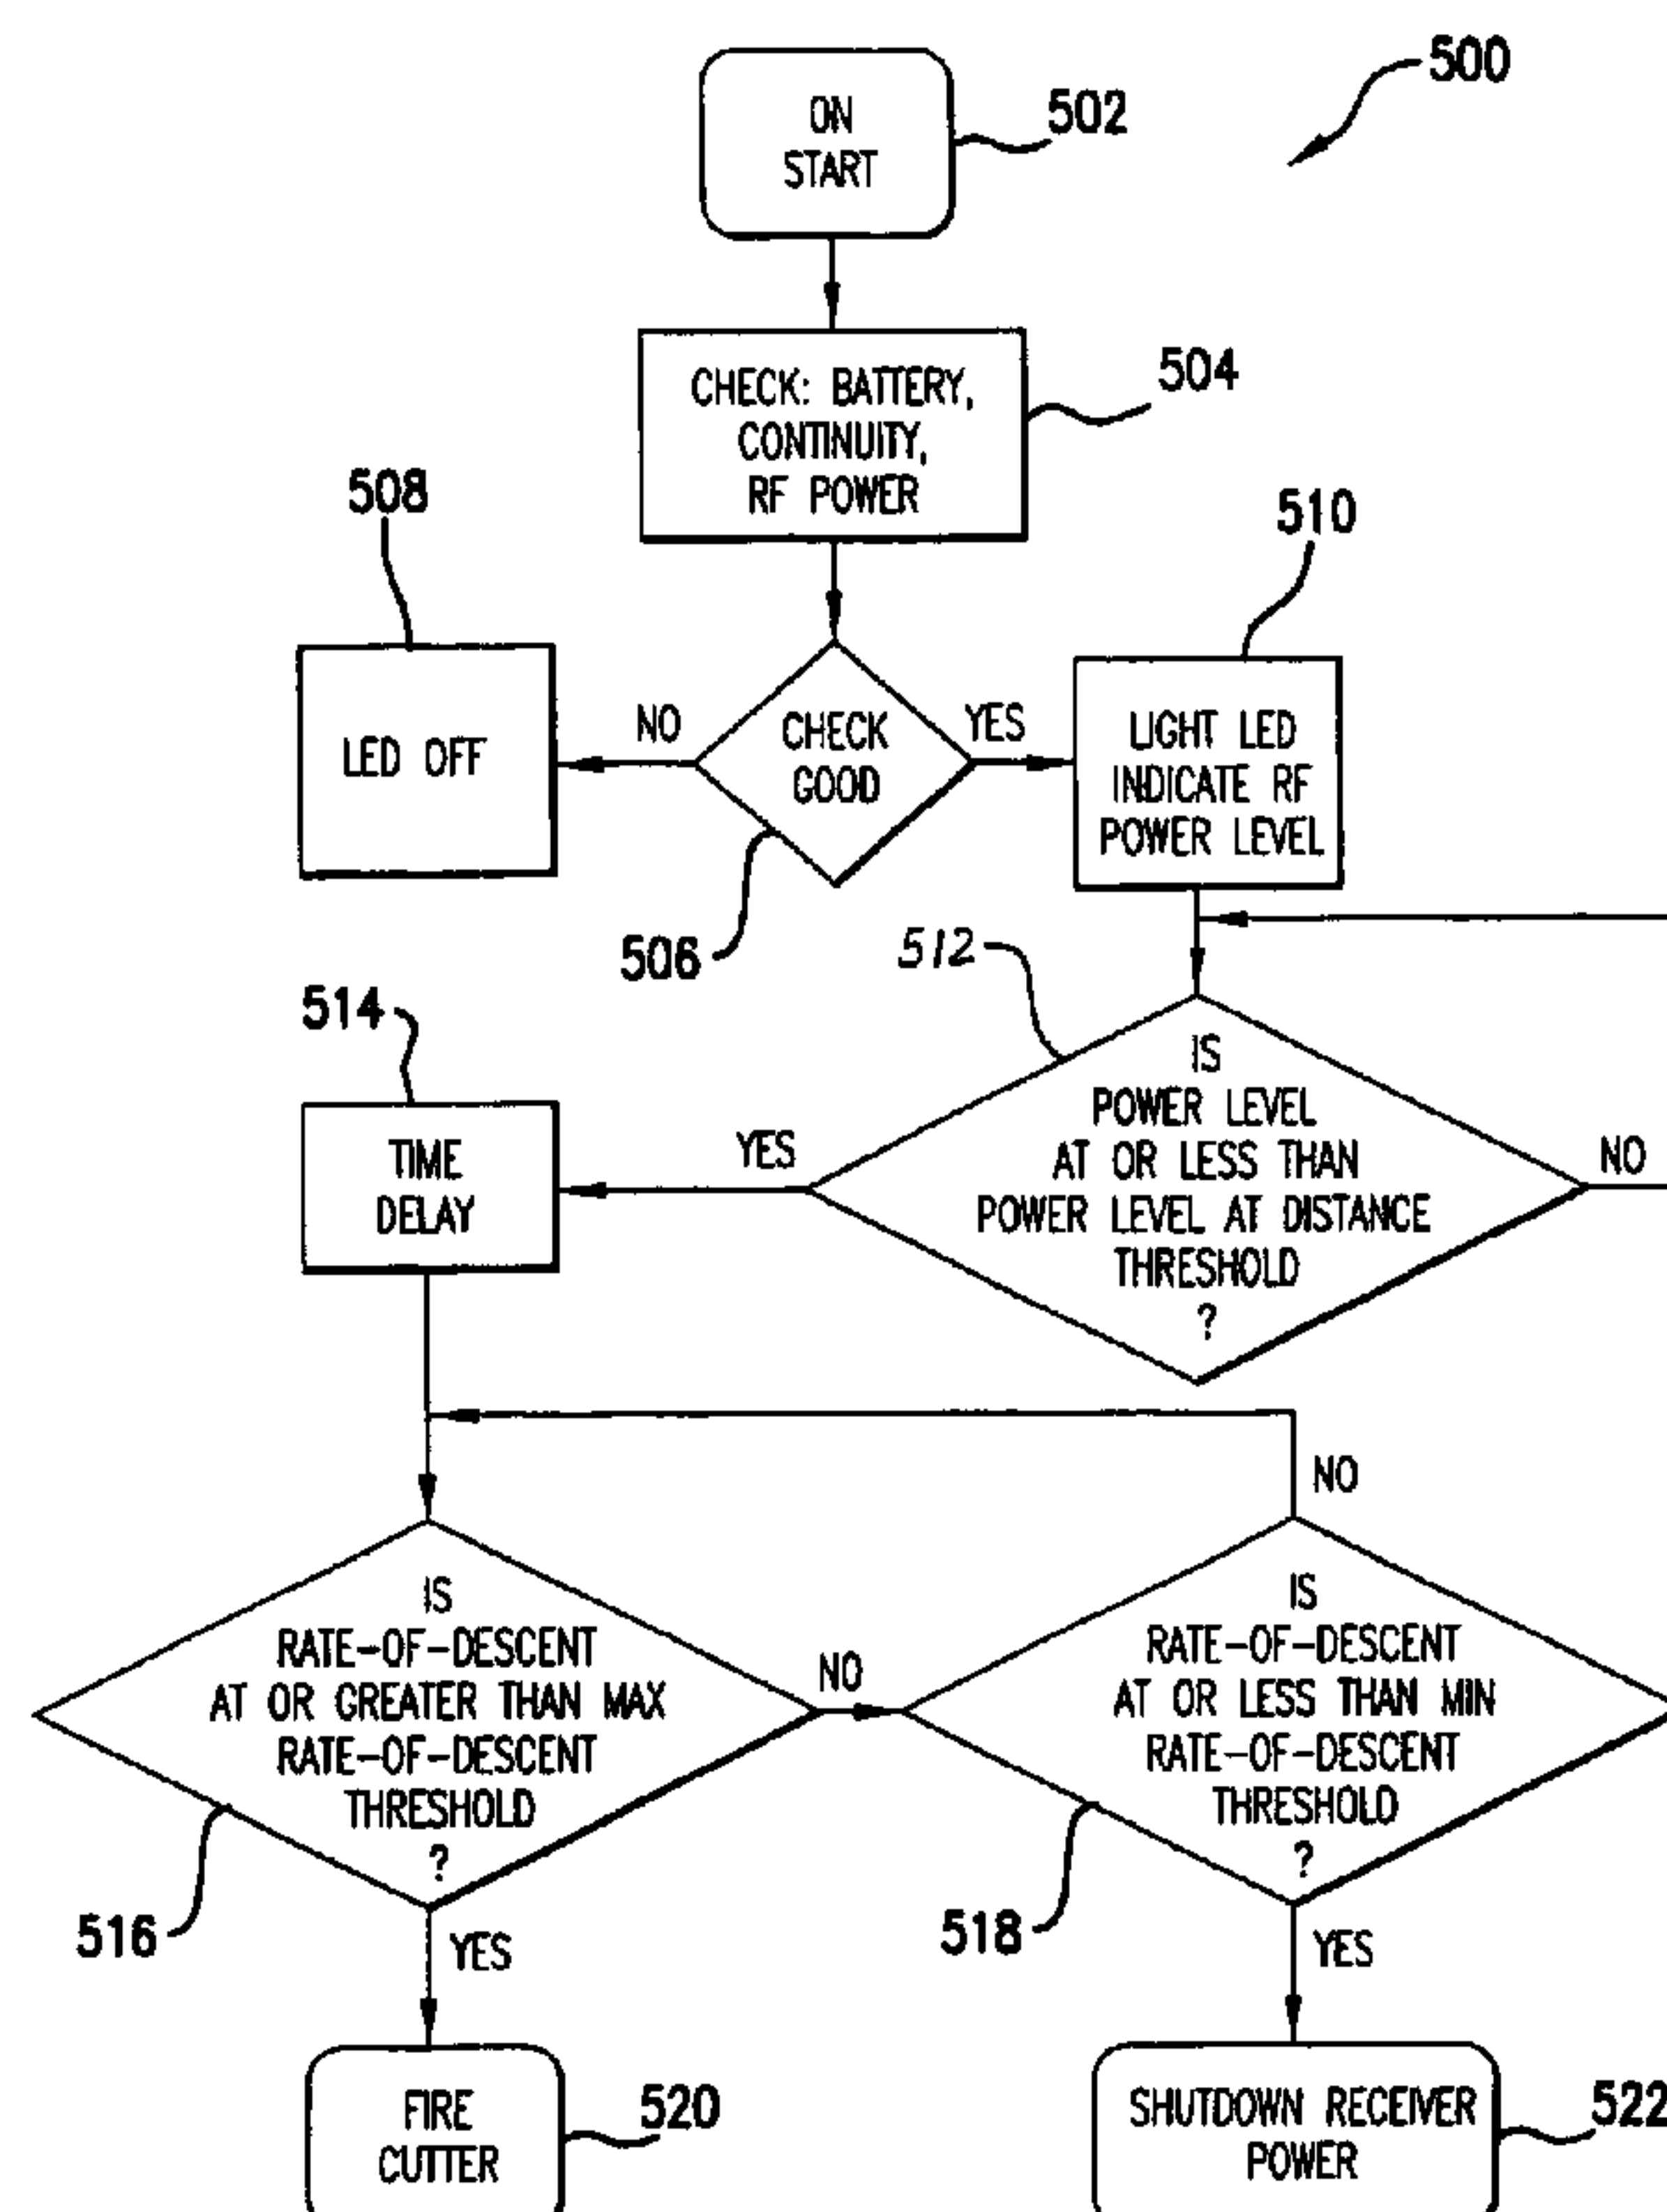 500
ON
START
502
CHECK: BATTERY,
CONTINUITY,
RF POWER
504
508
510
LED OFF
NO
CHECK
GOOD
YES
LIGHT LED
INDICATE RF
POWER LEVEL
506
512
514
TIME
DELAY
YES
IS
POWER LEVEL
AT OR LESS THAN
POWER LEVEL AT DISTANCE
THRESHOLD
?
NO
NO
IS
RATE-OF-DESCENT
AT OR GREATER THAN MAX
RATE-OF-DESCENT
THRESHOLD
?
NO
IS
RATE-OF-DESCENT
AT OR LESS THAN MIN
RATE-OF-DESCENT
THRESHOLD
?
516
YES
518
YES
FIRE
CUTTER
520
SHUTDOWN RECEIVER
POWER
522